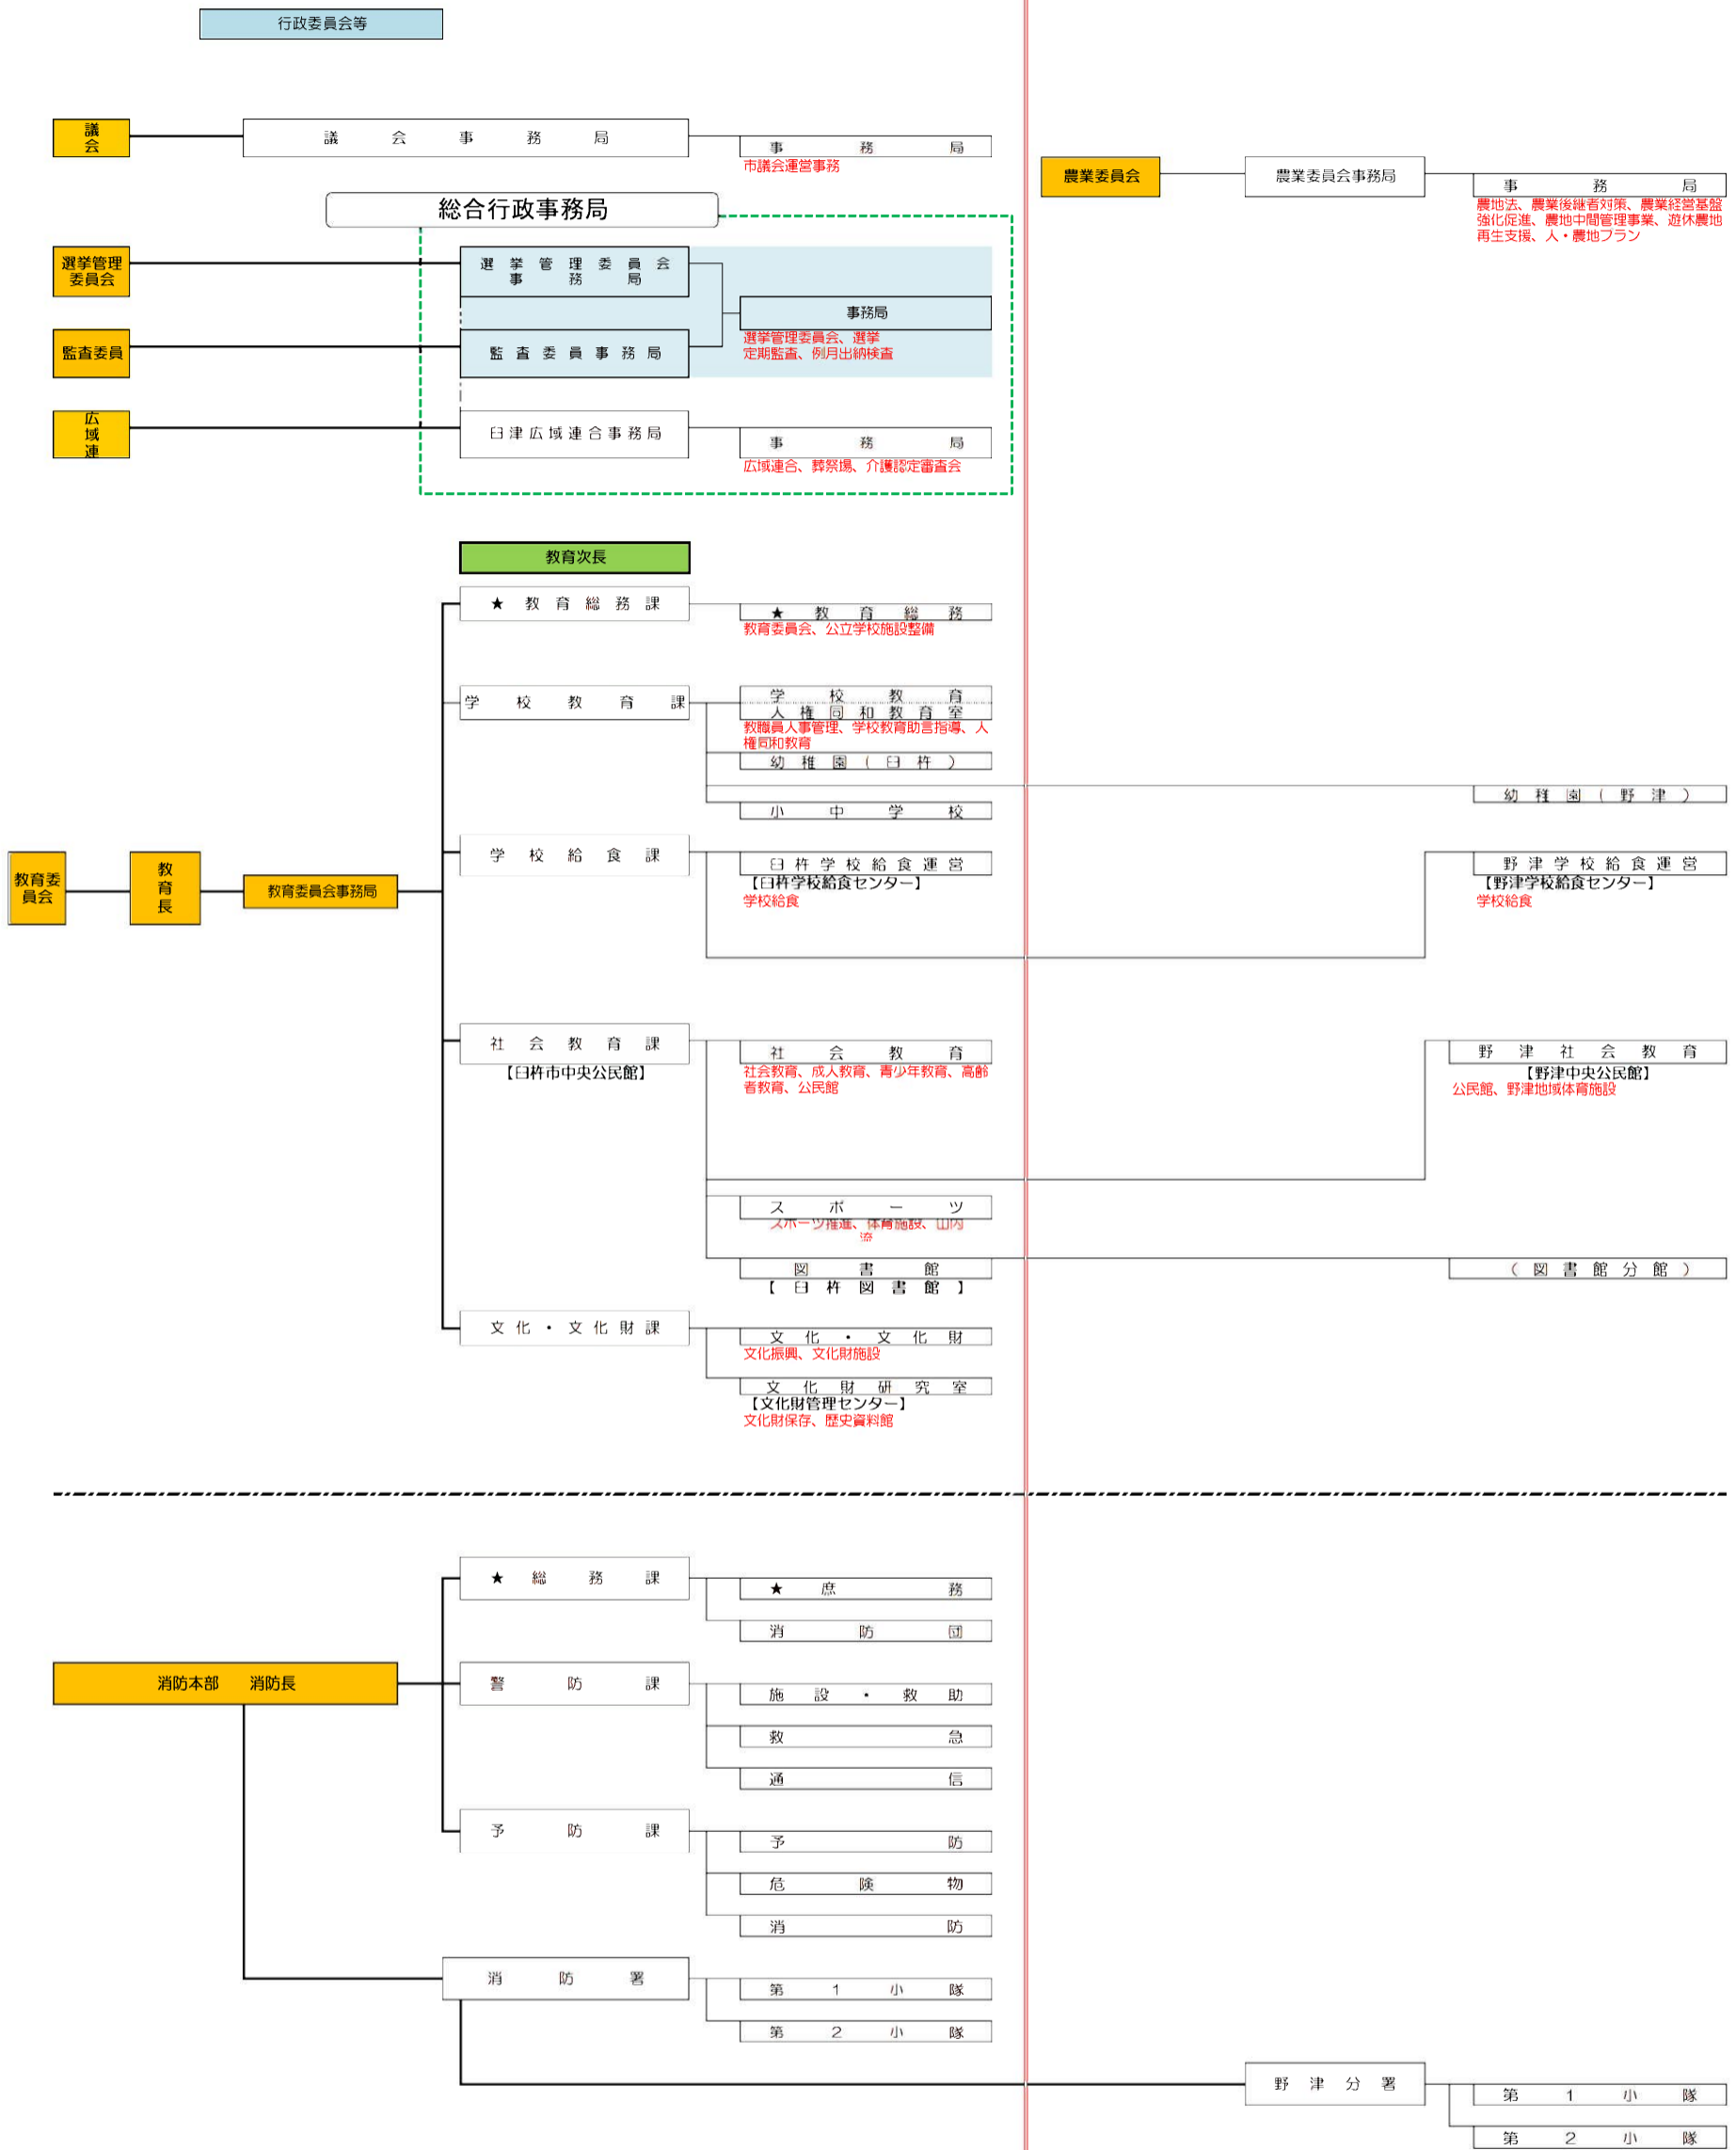 行政委員会等
議会
議会事務局
事務局
市議会運営事務
農業委員会
農業委員会事務局
事務局
農地法、農業後継者対策、農業経営基盤
強化促進、農地中間管理事業、遊休農地
再生支援、人・農地プラン
総合行政事務局
選挙管理
委員会
選挙管理委員会
事務局
事務局
選挙管理委員会、選挙
定期監査、例月出納検査
監査委員
監査委員事務局
広域連
臼津広域連合事務局
事務局
広域連合、葬祭場、介護認定審査会
教育次長
★教育総務課
★教育総務
教育委員会、公立学校施設整備
学校教育課
学校教育
人権同和教育室
教職員人事管理、学校教育助言指導、人
権同和教育
幼稚園(臼杵)
幼稚園(野津)
小中学校
教育委
員会
教育長
教育委員会事務局
学校給食課
臼杵学校給食運営
【臼杵学校給食センター】
学校給食
野津学校給食運営
【野津学校給食センター】
学校給食
社会教育課
【臼杵市中央公民館】
社会教育
社会教育、成人教育、青少年教育、高齢
者教育、公民館
野津社会教育
【野津中央公民館】
公民館、野津地域体育施設
スポーツ
スポーツ推進、体育施設、山内
流
図書館
【臼杵図書館】
(図書館分館)
文化・文化財課
文化・文化財
文化振興、文化財施設
文化財研究室
【文化財管理センター】
文化財保存、歴史資料館
★総務課
★庶務
消防団
消防本部　消防長
警防課
施設・救助
救急
通信
予防課
予防
危険物
消防
消防署
第1小隊
第2小隊
野津分署
第1小隊
第2小隊